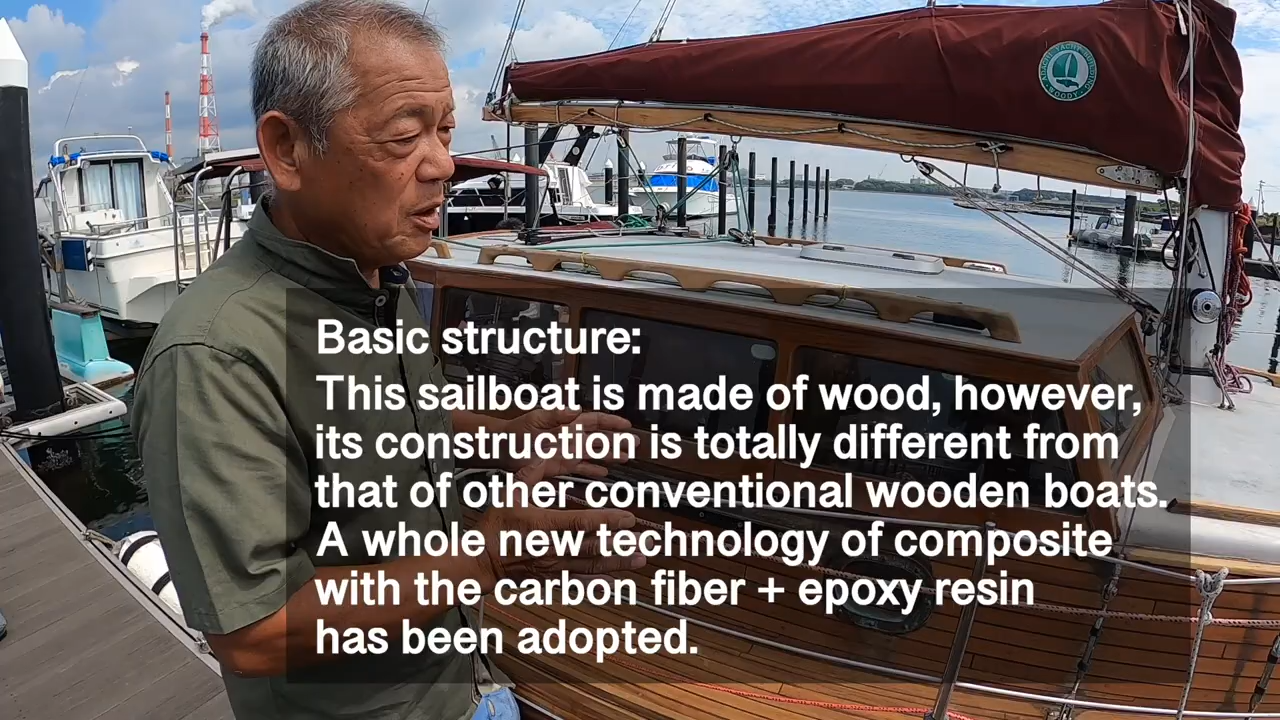 Basic structure:
This sailboat is made of wood, however,
its construction is totally different from
that of other conventional wooden boats.
A whole new technology of composite
with the carbon fiber + epoxy resin
has been adopted.